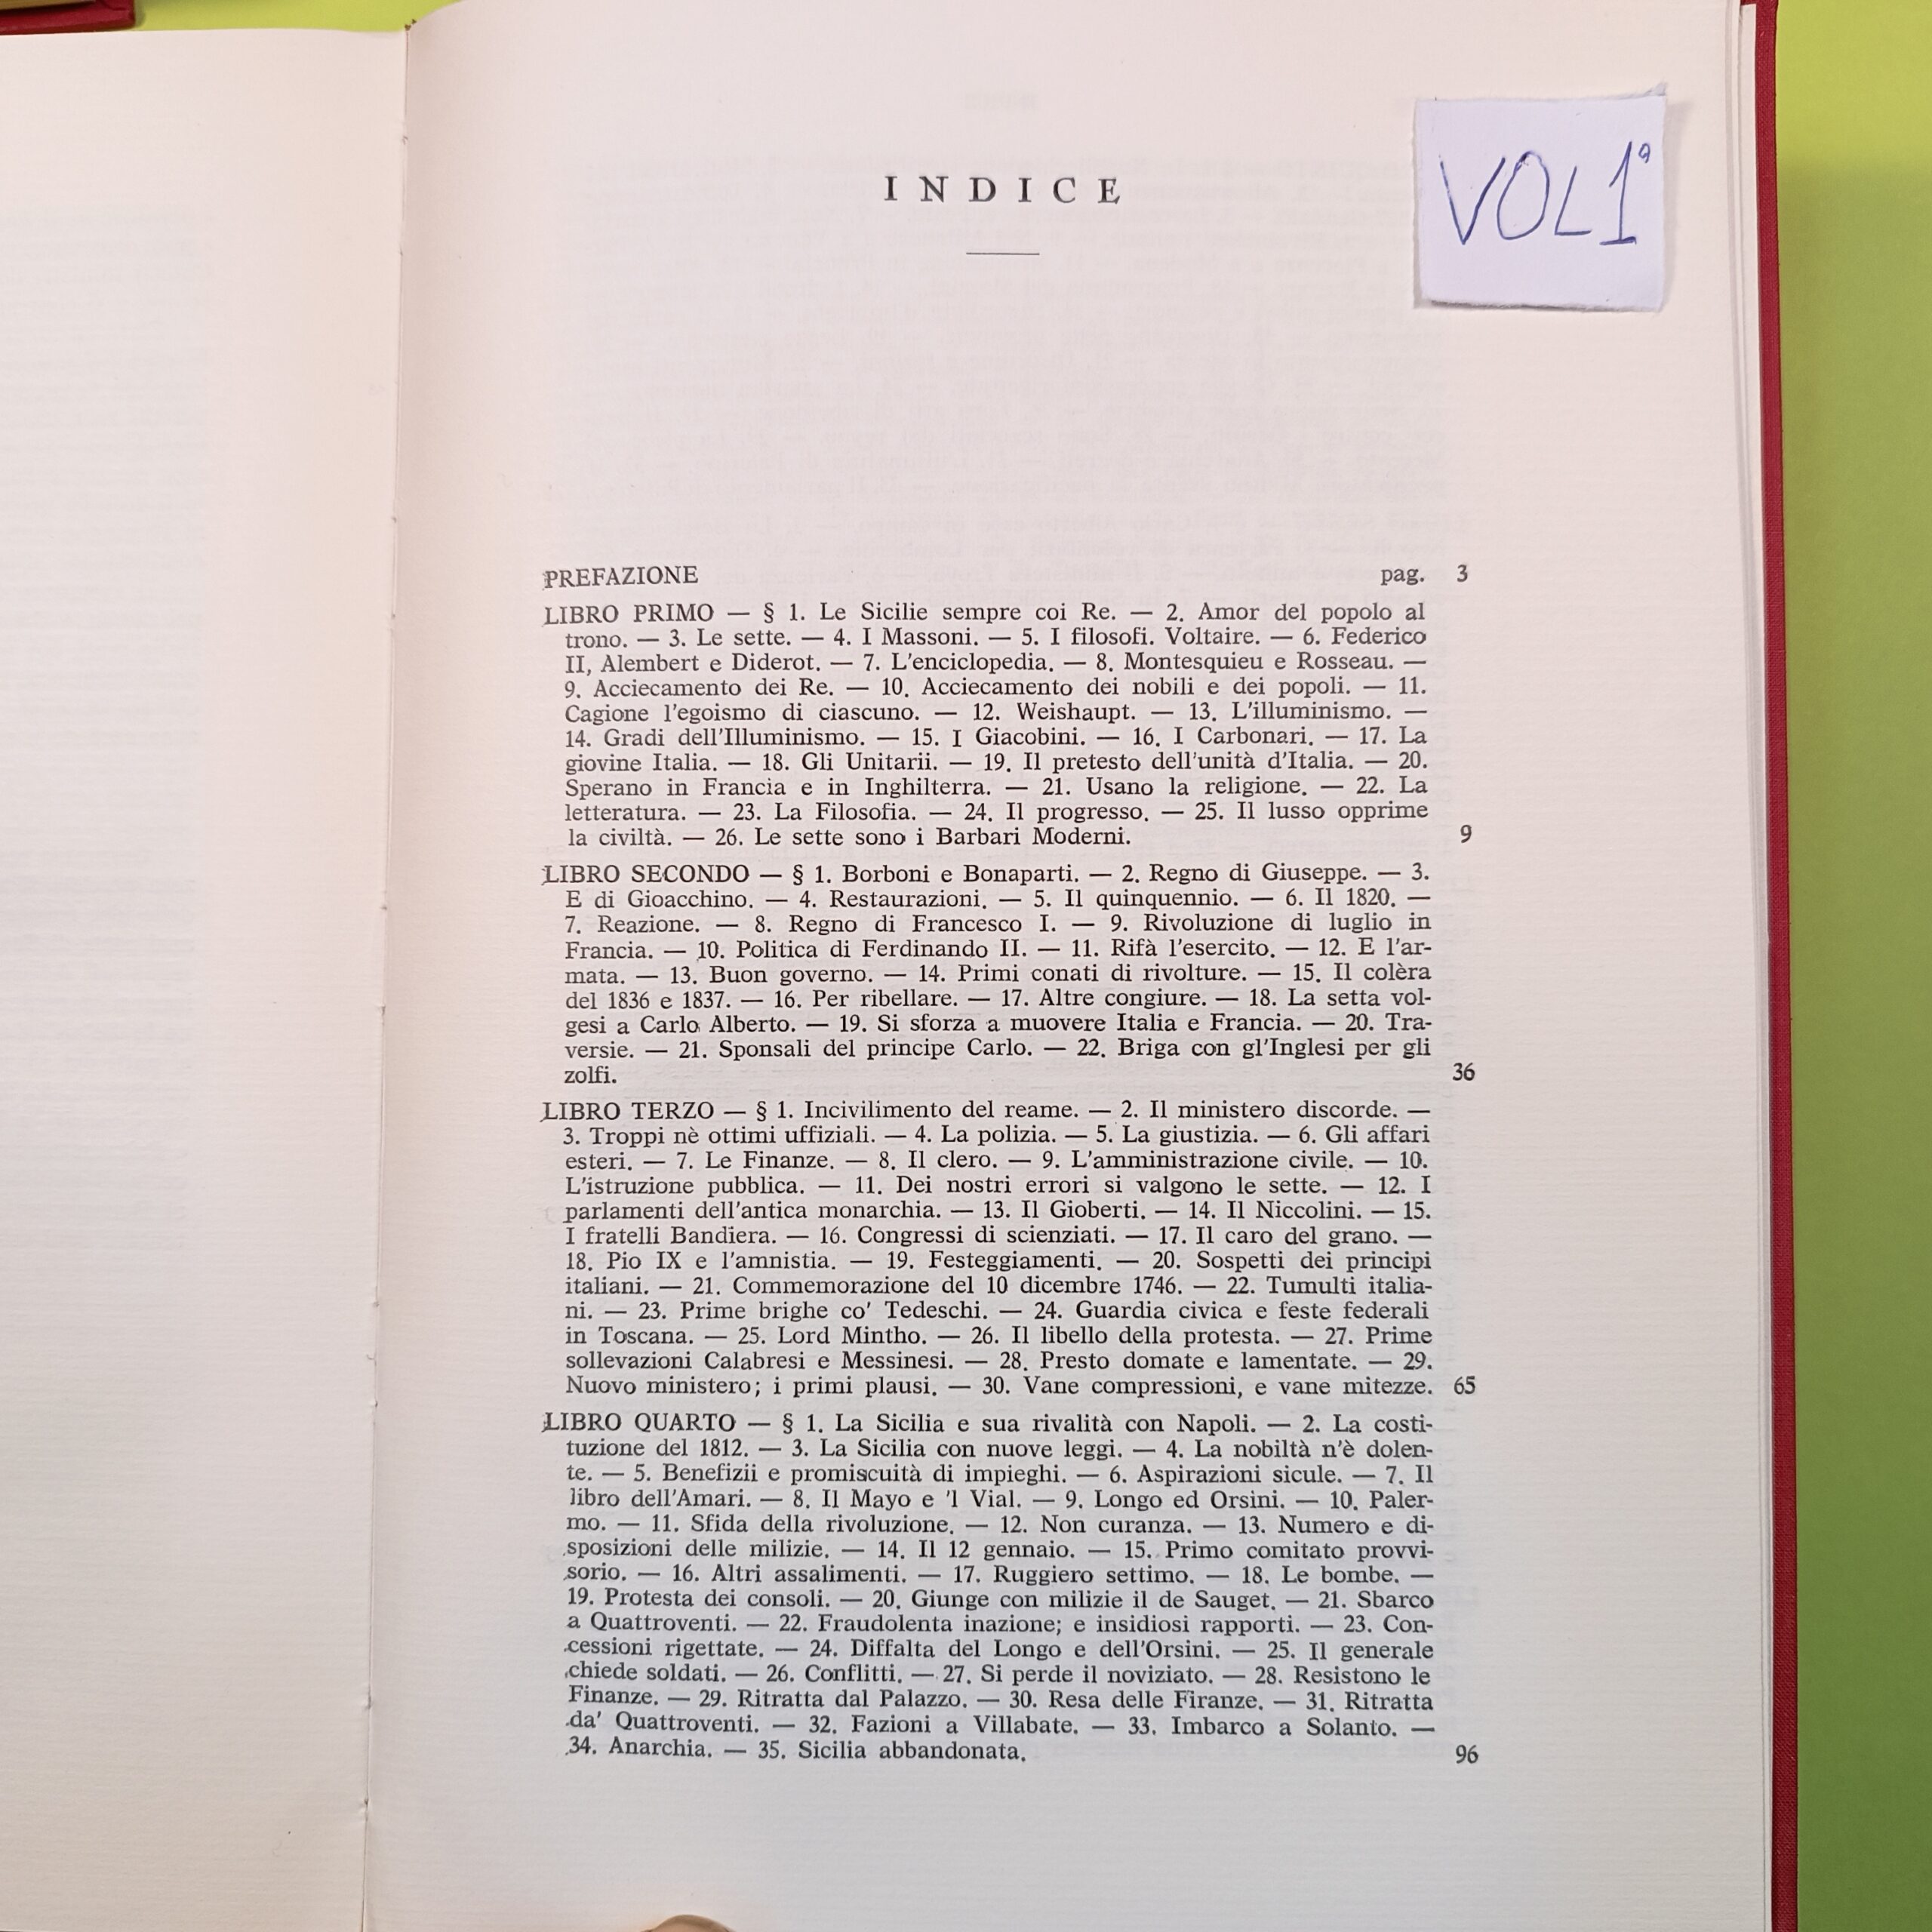 VOL 1º
INDICE
PREFAZIONE pag. 3
LIBRO PRIMO — § 1. Le Sicilie sempre coi Re. — 2. Amor del popolo al
trono. — 3. Le sette. — 4. I Massoni. — 5. I filosofi. Voltaire. — 6. Federico
II, Alembert e Diderot. — 7. L'enciclopedia. — 8. Montesquieu e Rosseau. —
9. Acciecamento dei Re. — 10. Acciecamento dei nobili e dei popoli. — 11.
Cagione l'egoismo di ciascuno. — 12. Weishaupt. — 13. L'illuminismo. —
14. Gradi dell'Illuminismo. — 15. I Giacobini. — 16. I Carbonari. — 17. La
giovine Italia. — 18. Gli Unitarii. — 19. Il pretesto dell'unità d'Italia. — 20.
Sperano in Francia e in Inghilterra. — 21. Usano la religione. — 22. La
letteratura. — 23. La Filosofia. — 24. Il progresso. — 25. Il lusso opprime
la civiltà. — 26. Le sette sono i Barbari Moderni. 9
LIBRO SECONDO — § 1. Borboni e Bonaparti. — 2. Regno di Giuseppe. — 3.
E di Gioacchino. — 4. Restaurazioni. — 5. Il quinquennio. — 6. Il 1820. —
7. Reazione. — 8. Regno di Francesco I. — 9. Rivoluzione di luglio in
Francia. — 10. Politica di Ferdinando II. — 11. Rifà l'esercito. — 12. E l'ar-
mata. — 13. Buon governo. — 14. Primi conati di rivolture. — 15. Il colèra
del 1836 e 1837. — 16. Per ribellare. — 17. Altre congiure. — 18. La setta vol-
gesi a Carlo Alberto. — 19. Si sforza a muovere Italia e Francia. — 20. Tra-
versie. — 21. Sponsali del principe Carlo. — 22. Briga con gl'Inglesi per gli
zolfi. 36
LIBRO TERZO — § 1. Incivilimento del reame. — 2. Il ministero discorde. —
3. Troppi nè ottimi uffiziali. — 4. La polizia. — 5. La giustizia. — 6. Gli affari
esteri. — 7. Le Finanze. — 8. Il clero. — 9. L'amministrazione civile. — 10.
L'istruzione pubblica. — 11. Dei nostri errori si valgono le sette. — 12. I
parlamenti dell'antica monarchia. — 13. Il Gioberti. — 14. Il Niccolini. — 15.
I fratelli Bandiera. — 16. Congressi di scienziati. — 17. Il caro del grano. —
18. Pio IX e l'amnistia. — 19. Festeggiamenti. — 20. Sospetti dei principi
italiani. — 21. Commemorazione del 10 dicembre 1746. — 22. Tumulti italia-
ni. — 23. Prime brighe co' Tedeschi. — 24. Guardia civica e feste federali
in Toscana. — 25. Lord Mintho. — 26. Il libello della protesta. — 27. Prime
sollevazioni Calabresi e Messinesi. — 28. Presto domate e lamentate. — 29.
Nuovo ministero; i primi plausi. — 30. Vane compressioni, e vane mitezze. 65
LIBRO QUARTO — § 1. La Sicilia e sua rivalità con Napoli. — 2. La costi-
tuzione del 1812. — 3. La Sicilia con nuove leggi. — 4. La nobiltà n'è dolen-
te. — 5. Benefizii e promiscuità di impieghi. — 6. Aspirazioni sicule. — 7. Il
libro dell'Amari. — 8. Il Mayo e 'l Vial. — 9. Longo ed Orsini. — 10. Paler-
mo. — 11. Sfida della rivoluzione. — 12. Non curanza. — 13. Numero e di-
sposizioni delle milizie. — 14. Il 12 gennaio. — 15. Primo comitato provvi-
sorio. — 16. Altri assalimenti. — 17. Ruggiero settimo. — 18. Le bombe. —
19. Protesta dei consoli. — 20. Giunge con milizie il de Sauget. — 21. Sbarco
a Quattroventi. — 22. Fraudolenta inazione; e insidiosi rapporti. — 23. Con-
cessioni rigettate. — 24. Diffalta del Longo e dell'Orsini. — 25. Il generale
chiede soldati. — 26. Conflitti. — 27. Si perde il noviziato. — 28. Resistono le
Finanze. — 29. Ritratta dal Palazzo. — 30. Resa delle Firanze. — 31. Ritratta
da' Quattroventi. — 32. Fazioni a Villabate. — 33. Imbarco a Solanto. —
34. Anarchia. — 35. Sicilia abbandonata. 96